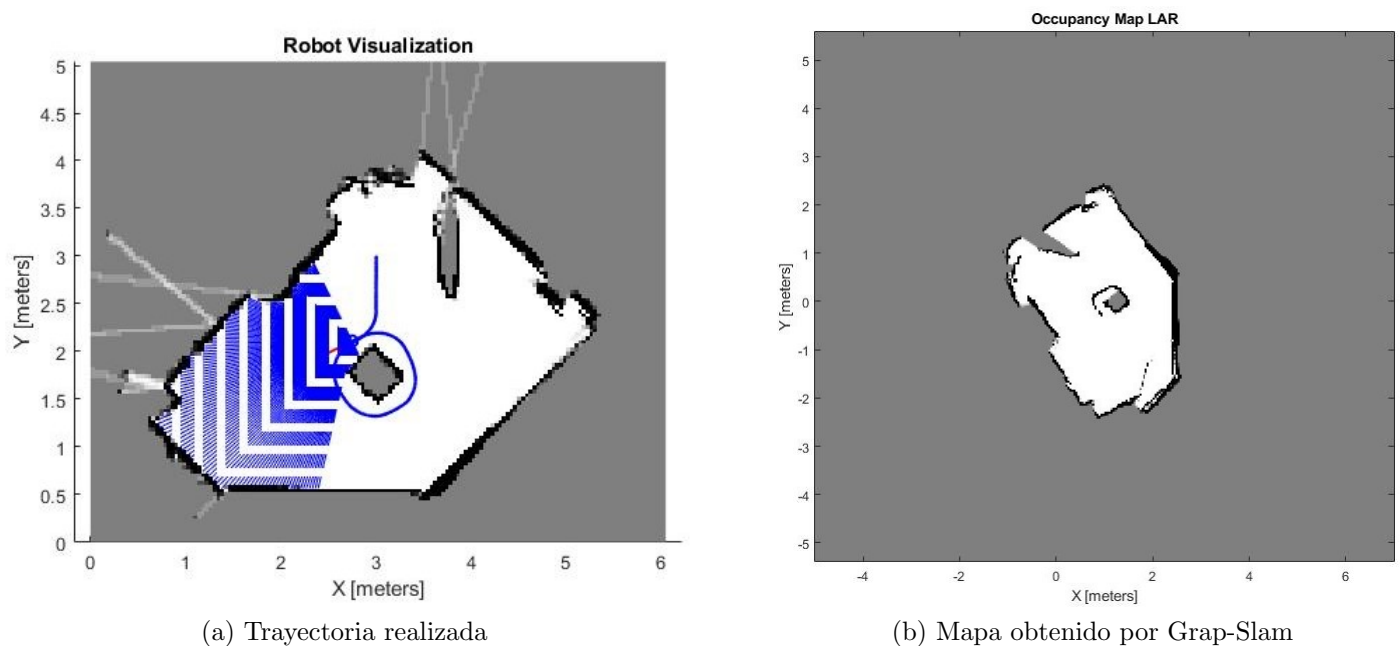 Robot Visualization
5
4.5
4
3.5
3
2.5
2
1.5
1
0.5
0
Y [meters]
0 1 2 3 4 5 6
X [meters]
(a) Trayectoria realizada
Occupancy Map LAR
5
4
3
2
1
0
-1
-2
-3
-4
-5
Y [meters]
-4 -2 0 2 4 6
X [meters]
(b) Mapa obtenido por Grap-Slam